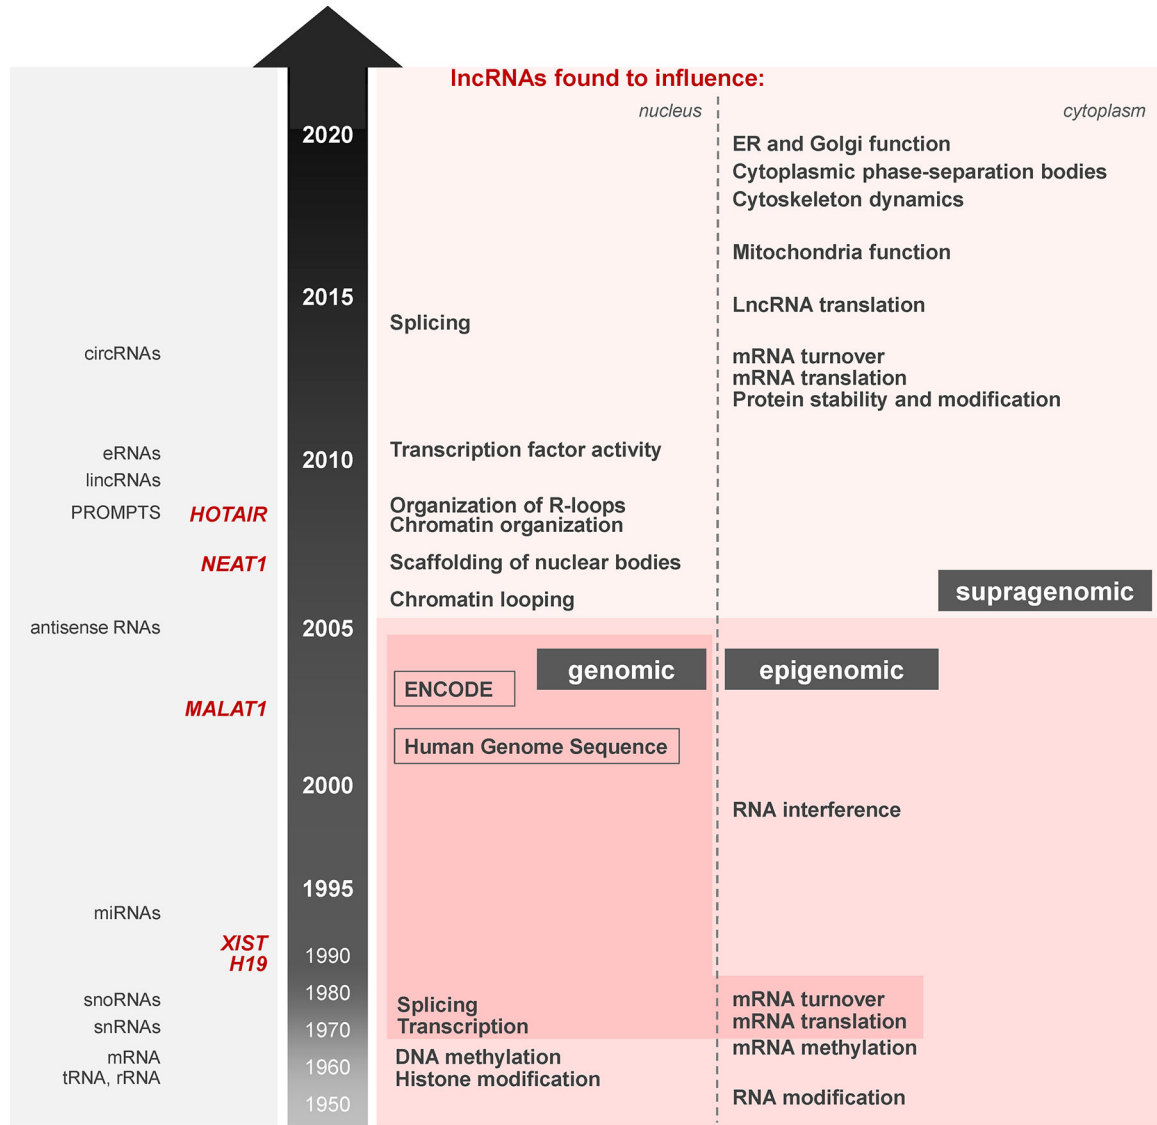 lncRNAs found to influence:
nucleus
cytoplasm
2020
ER and Golgi function
Cytoplasmic phase-separation bodies
Cytoskeleton dynamics
Mitochondria function
2015
LncRNA translation
Splicing
circRNAs
mRNA turnover
mRNA translation
Protein stability and modification
eRNAs
2010
Transcription factor activity
lincRNAs
PROMPTS
HOTAIR
Organization of R-loops
Chromatin organization
NEAT1
Scaffolding of nuclear bodies
Chromatin looping
supragenomic
antisense RNAs
2005
genomic
epigenomic
ENCODE
MALAT1
Human Genome Sequence
2000
RNA interference
1995
miRNAs
XIST
H19
1990
snoRNAs
1980
Splicing
mRNA turnover
snRNAs
1970
Transcription
mRNA translation
mRNA methylation
mRNA
1960
DNA methylation
tRNA, rRNA
Histone modification
1950
RNA modification